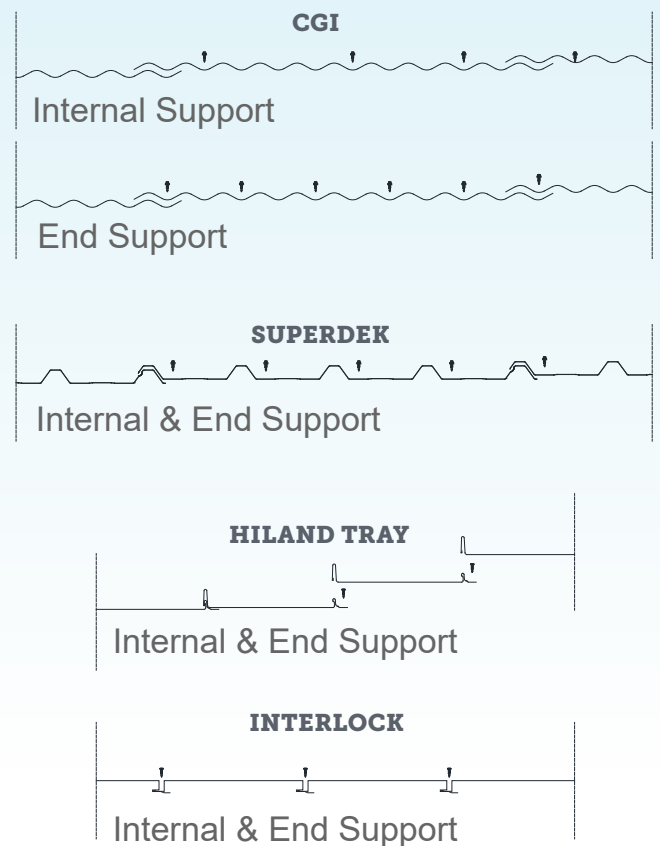 CGI
Internal Support
End Support
SUPERDEK
Internal & End Support
HILAND TRAY
Internal & End Support
INTERLOCK
Internal & End Support